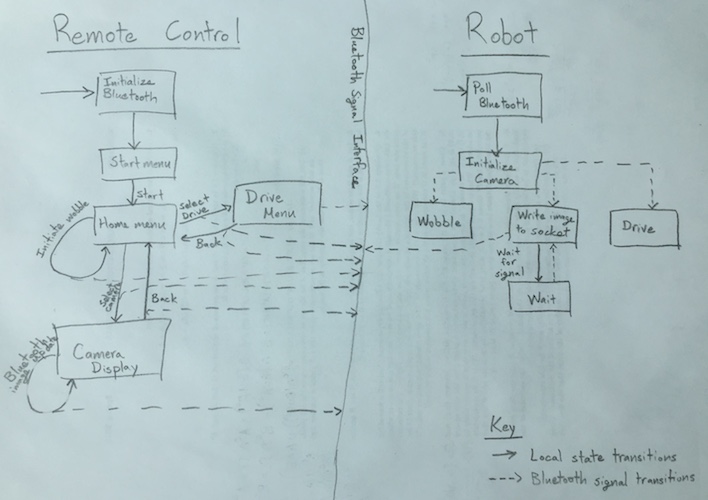 Remote Control
Robot
Bluetooth Signal Interface
Initialize
Bluetooth
Start menu
Start
Home menu
Initiate wobble
Select
Drive
Back
Drive
Menu
Select
Camera
Back
Camera
Display
Bluetooth
image
update
Poll
Bluetooth
Initialize
Camera
Wobble
Write image
to socket
Drive
Wait
for
signal
Wait
Key
Local state transitions
Bluetooth signal transitions